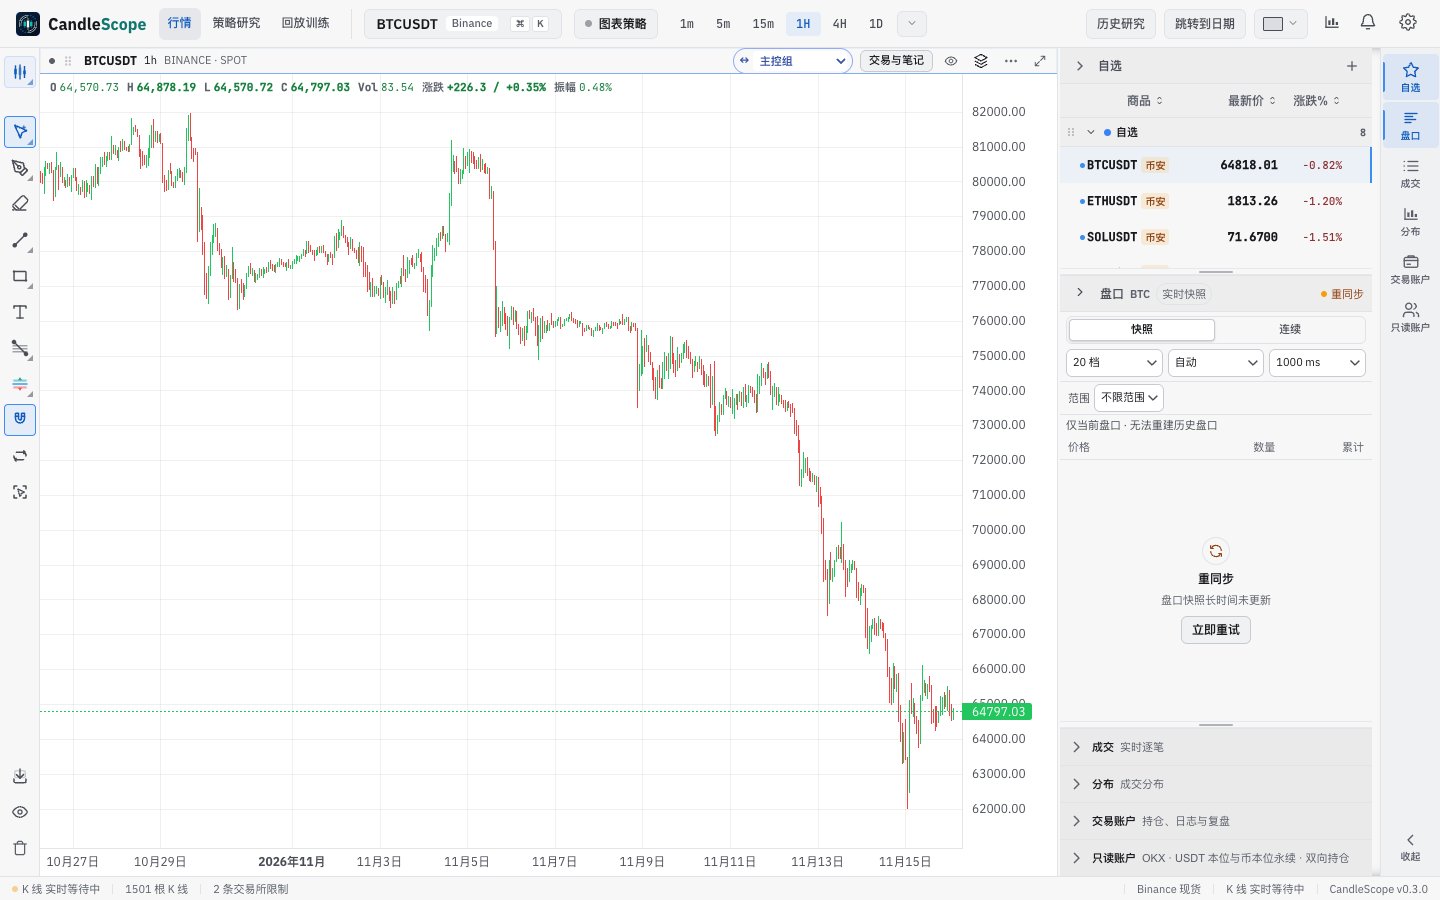 CandleScope 行情 策略研究 回放训练 BTCUSDT Binance ⌘ K 图表策略 1m 5m 15m 1H 4H 1D 历史研究 跳转到日期
BTCUSDT 1h BINANCE · SPOT 主控组 交易与笔记
O 64,570.73 H 64,878.19 L 64,570.72 C 64,797.03 Vol 83.54 涨跌 +226.3 / +0.35% 振幅 0.48%
82000.00
81000.00
80000.00
79000.00
78000.00
77000.00
76000.00
75000.00
74000.00
73000.00
72000.00
71000.00
70000.00
69000.00
68000.00
67000.00
66000.00
64797.03
64000.00
63000.00
62000.00
10月27日 10月29日 2026年11月 11月3日 11月5日 11月7日 11月9日 11月11日 11月13日 11月15日
自选
商品 最新价 涨跌%
自选 8
BTCUSDT 币安 64818.01 -0.82%
ETHUSDT 币安 1813.26 -1.20%
SOLUSDT 币安 71.6700 -1.51%
盘口 BTC 实时快照 重同步
快照 连续
20 档 自动 1000 ms
范围 不限范围
仅当前盘口 · 无法重建历史盘口
价格 数量 累计
重同步
盘口快照长时间未更新
立即重试
成交 实时逐笔
分布 成交分布
交易账户 持仓、日志与复盘
只读账户 OKX · USDT 本位与币本位永续 · 双向持仓
自选
盘口
成交
分布
交易账户
只读账户
收起
K 线 实时等待中 1501 根 K 线 2 条交易所限制 Binance 现货 K 线 实时等待中 CandleScope v0.3.0